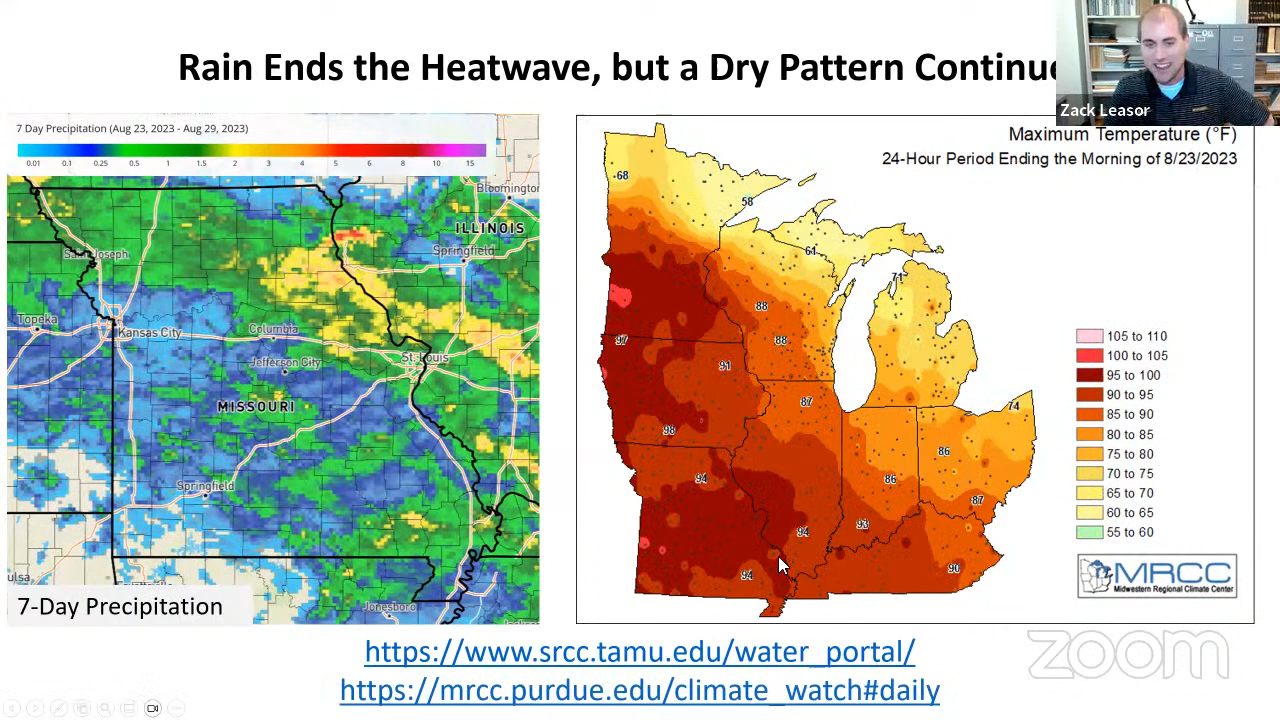 Rain Ends the Heatwave, but a Dry Pattern Continue
Zack Leasor
7 Day Precipitation (Aug 23, 2023 - Aug 29, 2023)
0.01 0.1 0.25 0.5 1 1.5 2 3 4 5 6 8 10 15
Bloomington
ILLINOIS
Springfield
Saint Joseph
Topeka
Kansas City
Columbia
Jefferson City
St. Louis
MISSOURI
Springfield
ulsa
Jonesboro
7-Day Precipitation
Maximum Temperature (°F)
24-Hour Period Ending the Morning of 8/23/2023
68
58
61
71
88
97
88
91
87
74
98
86
94
86
87
94
93
94
90
105 to 110
100 to 105
95 to 100
90 to 95
85 to 90
80 to 85
75 to 80
70 to 75
65 to 70
60 to 65
55 to 60
MRCC
Midwestern Regional Climate Center
https://www.srcc.tamu.edu/water_portal/
https://mrcc.purdue.edu/climate_watch#daily
zoom